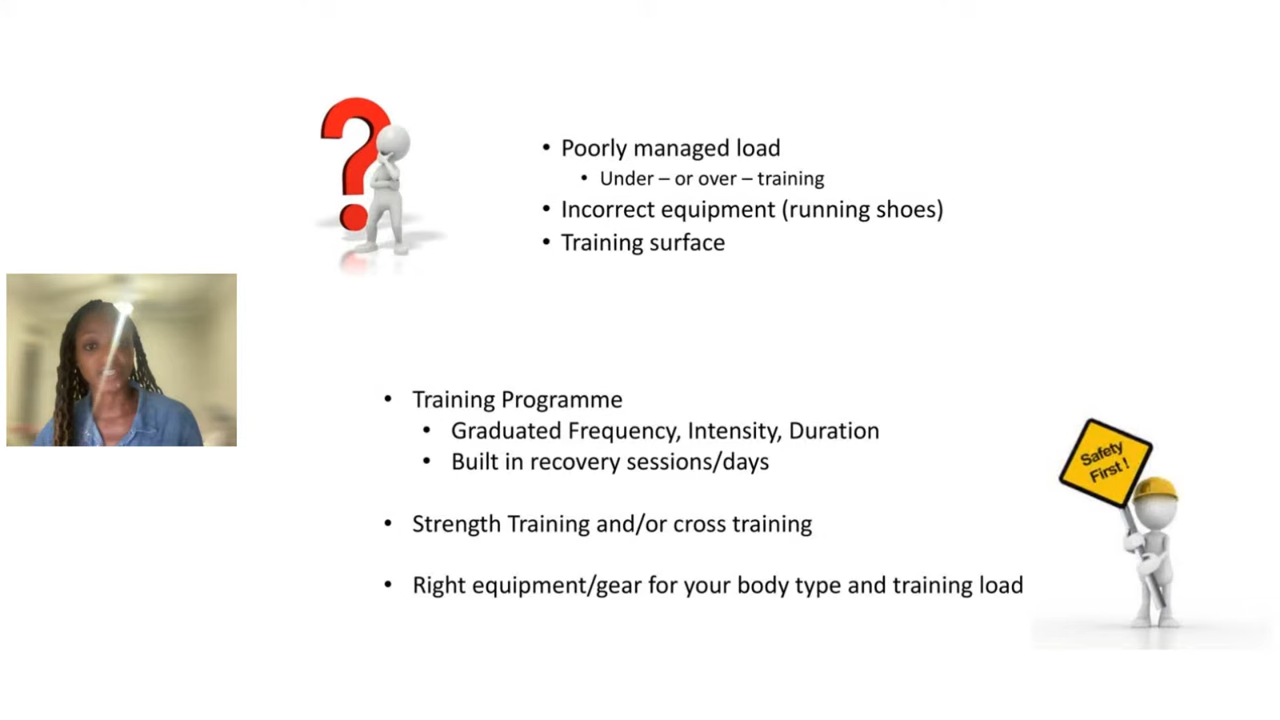 • Poorly managed load
• Under – or over – training
• Incorrect equipment (running shoes)
• Training surface
• Training Programme
• Graduated Frequency, Intensity, Duration
• Built in recovery sessions/days
• Strength Training and/or cross training
• Right equipment/gear for your body type and training load
Safety
First !